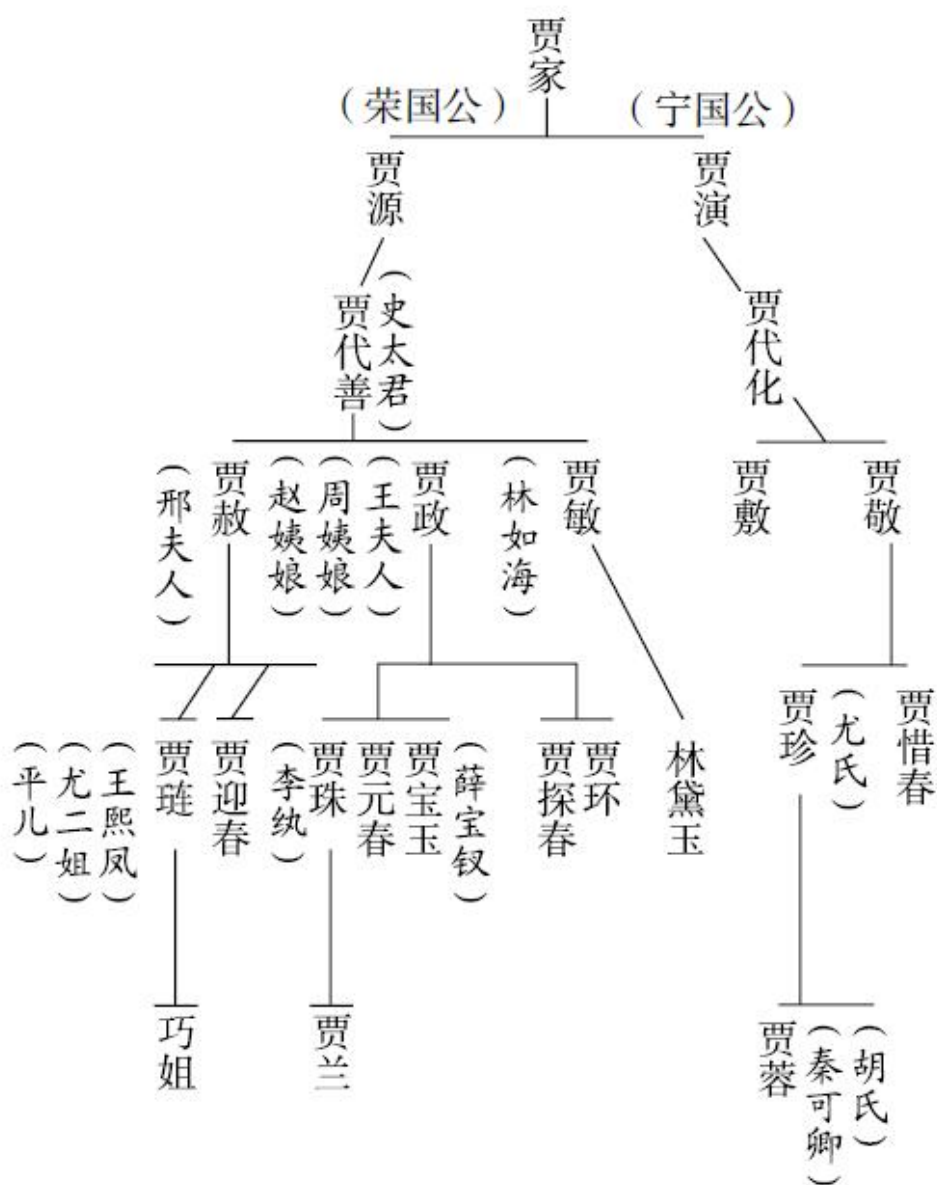 贾家
（荣国公）
（宁国公）
贾源
贾演
贾代善
（史太君）
贾代化
（邢夫人）
贾赦
（赵姨娘）
（周姨娘）
（王夫人）
贾政
（林如海）
贾敏
贾敷
贾敬
（平儿）
（尤二姐）
（王熙凤）
贾琏
贾迎春
（李纨）
贾珠
贾元春
贾宝玉
（薛宝钗）
贾探春
贾环
林黛玉
贾珍
（尤氏）
贾惜春
巧姐
贾兰
贾蓉
（秦可卿）
（胡氏）